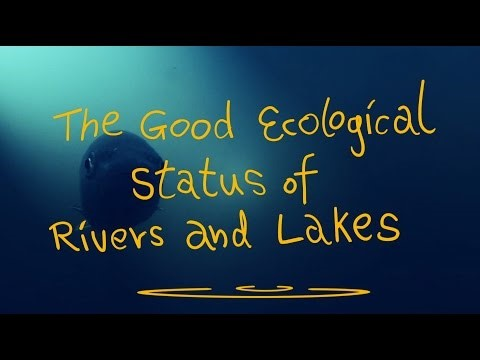 The Good Ecological
Status of
Rivers and Lakes